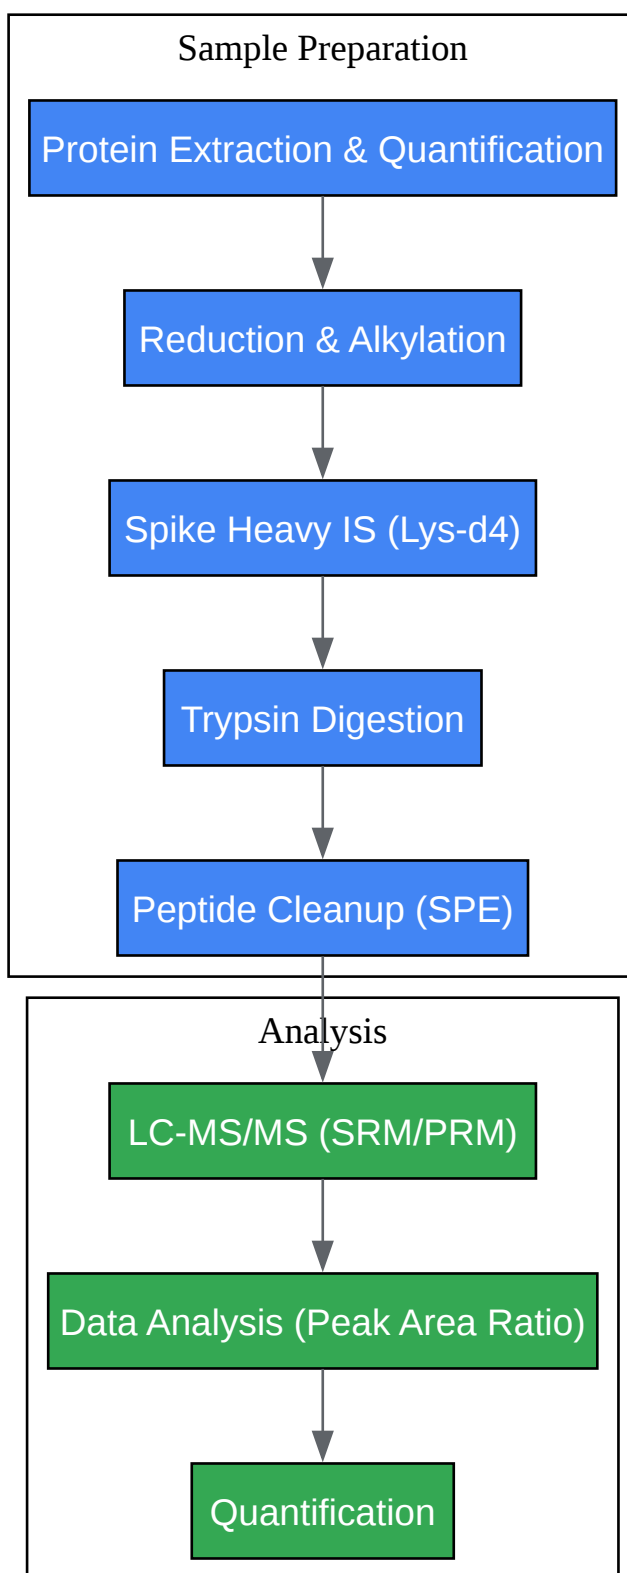 Sample Preparation
Protein Extraction & Quantification
Reduction & Alkylation
Spike Heavy IS (Lys-d4)
Trypsin Digestion
Peptide Cleanup (SPE)
Analysis
LC-MS/MS (SRM/PRM)
Data Analysis (Peak Area Ratio)
Quantification